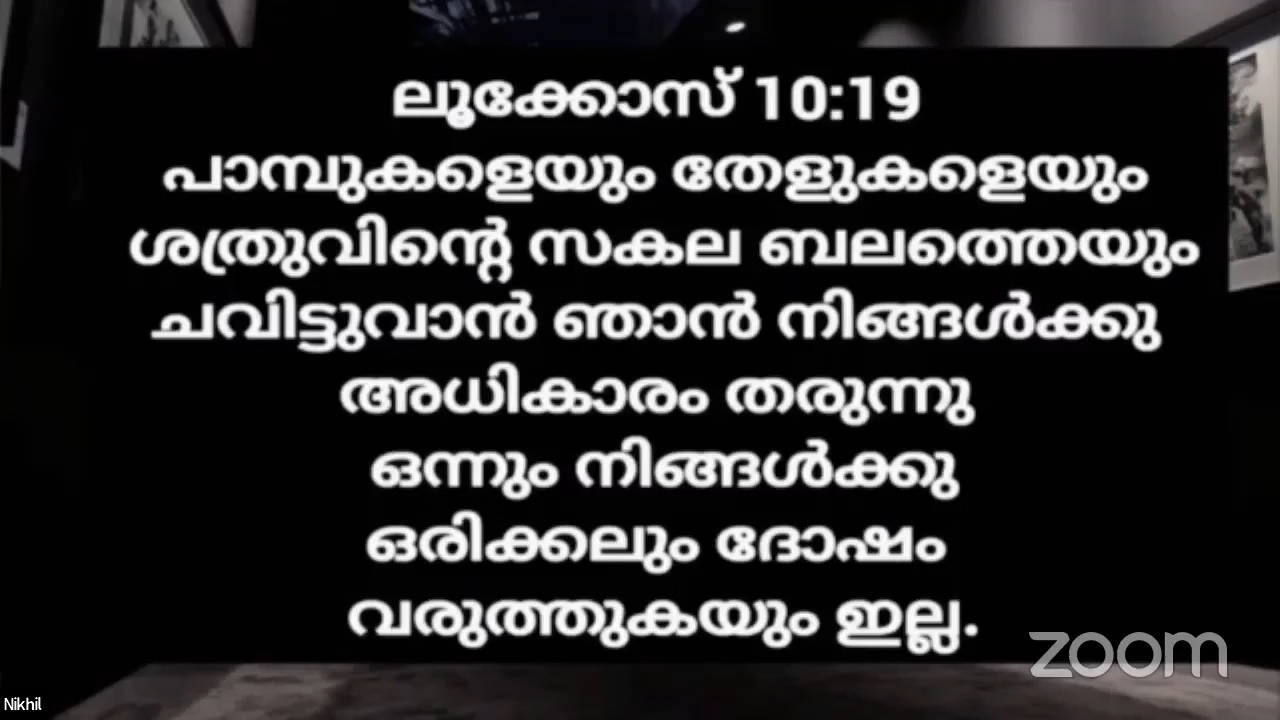 ലൂക്കോസ് 10:19
പാമ്പുകളെയും തേളുകളെയും
ശത്രുവിന്റെ സകല ബലത്തെയും
ചവിട്ടുവാൻ ഞാൻ നിങ്ങൾക്കു
അധികാരം തരുന്നു
ഒന്നും നിങ്ങൾക്കു
ഒരിക്കലും ദോഷം
വരുത്തുകയും ഇല്ല.
zoom
Nikhil